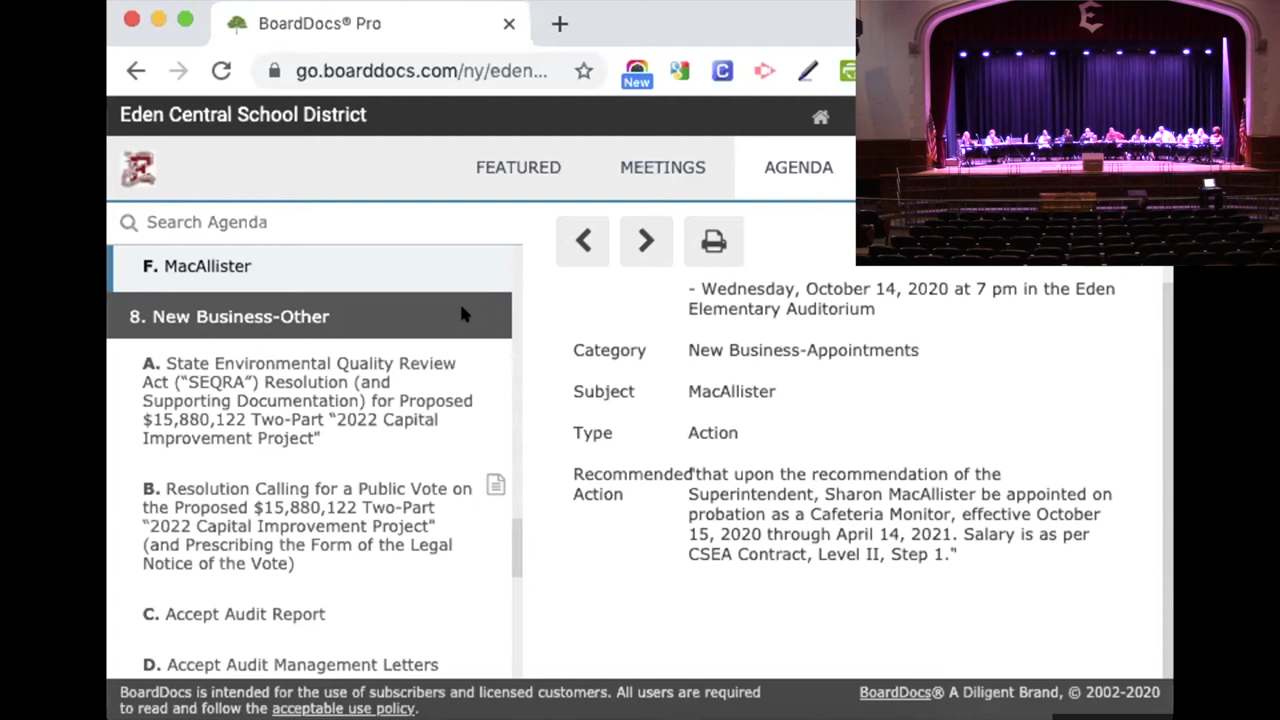 BoardDocs® Pro
go.boarddocs.com/ny/eden...
New
C
E
Eden Central School District
E
FEATURED
MEETINGS
AGENDA
Search Agenda
F. MacAllister
8. New Business-Other
A. State Environmental Quality Review
Act (“SEQRA”) Resolution (and
Supporting Documentation) for Proposed
$15,880,122 Two-Part “2022 Capital
Improvement Project”
B. Resolution Calling for a Public Vote on
the Proposed $15,880,122 Two-Part
“2022 Capital Improvement Project”
(and Prescribing the Form of the Legal
Notice of the Vote)
C. Accept Audit Report
D. Accept Audit Management Letters
- Wednesday, October 14, 2020 at 7 pm in the Eden
Elementary Auditorium
Category New Business-Appointments
Subject MacAllister
Type Action
Recommended "that upon the recommendation of the
Action Superintendent, Sharon MacAllister be appointed on
probation as a Cafeteria Monitor, effective October
15, 2020 through April 14, 2021. Salary is as per
CSEA Contract, Level II, Step 1."
BoardDocs is intended for the use of subscribers and licensed customers. All users are required
to read and follow the acceptable use policy.
BoardDocs® A Diligent Brand, © 2002-2020